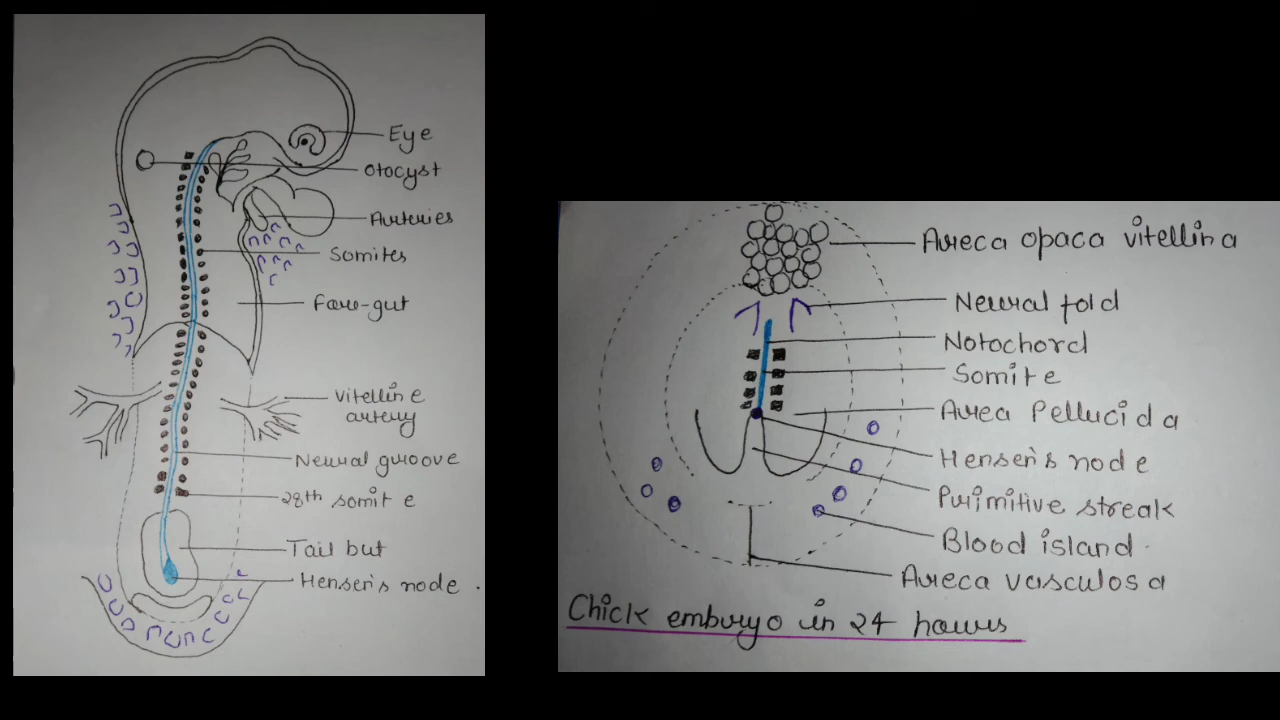 Eye
Otocyst
Arteries
Somites
Fore-gut
Vitelline
artery
Neural groove
28th somite
Tail but
Hensen's node.
Areca opaca vitellina
Neural fold
Notochord
Somite
Area Pellucida
Hensen's node
Primitive streak
Blood island.
Areca vasculosa
Chick embryo in 24 hours